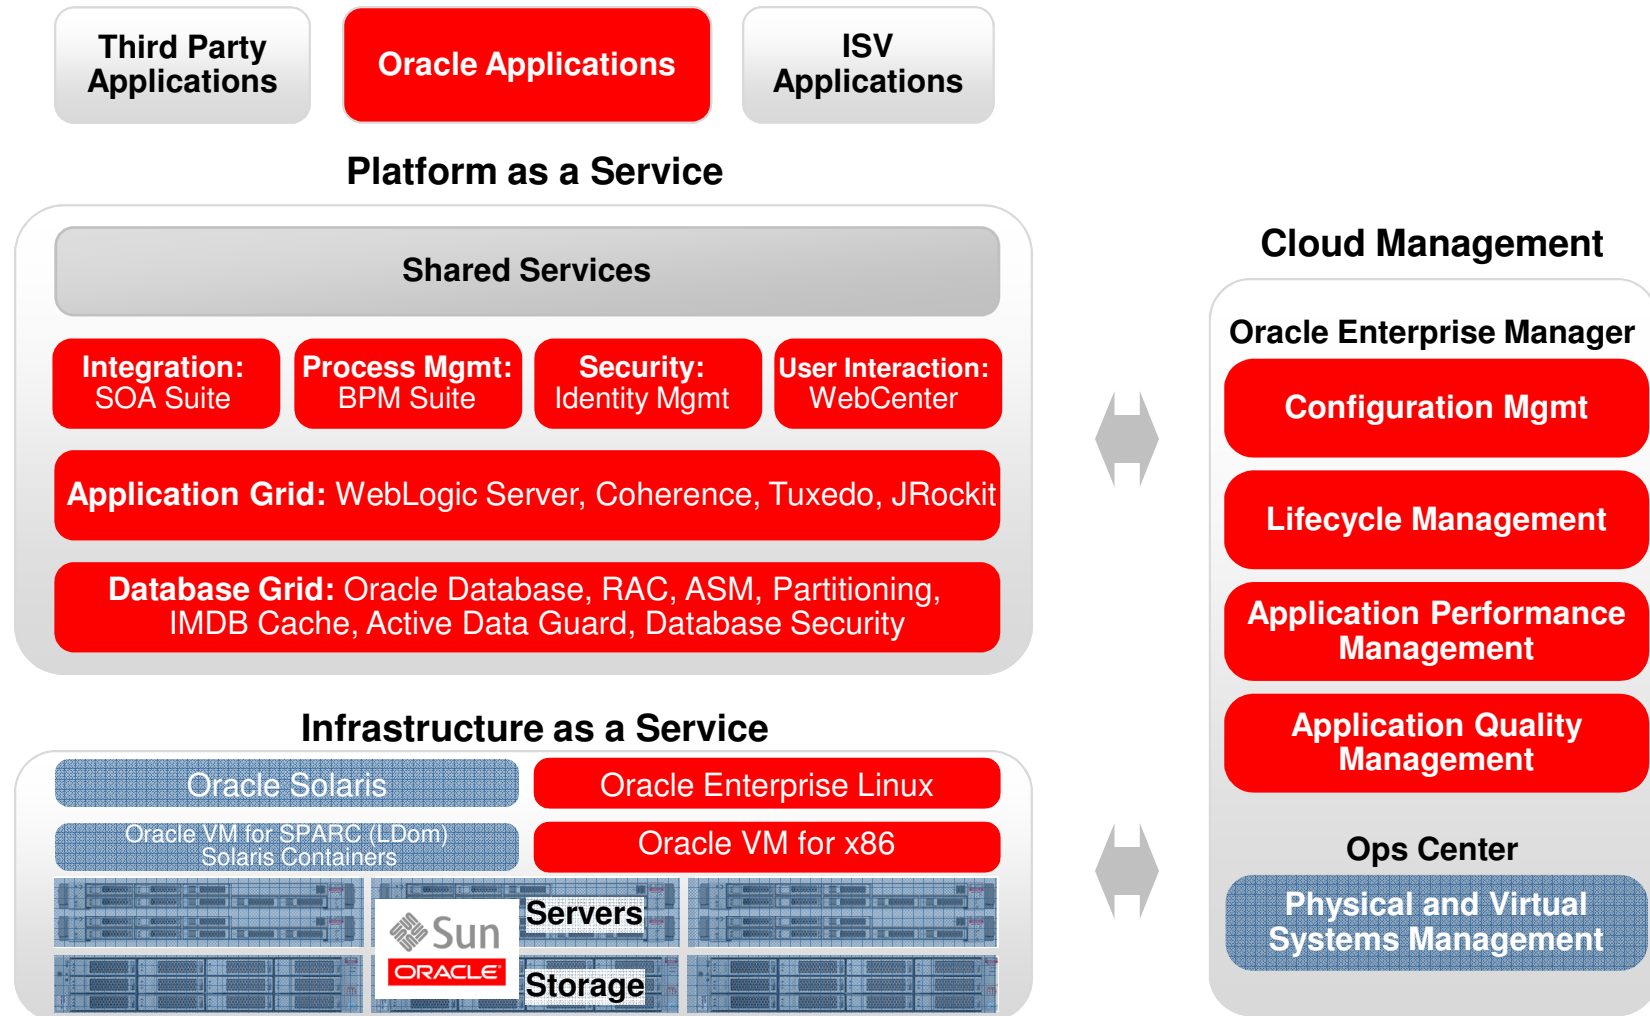 Third Party
Applications
Oracle Applications
ISV
Applications
Platform as a Service
Shared Services
Integration:
SOA Suite
Process Mgmt:
BPM Suite
Security:
Identity Mgmt
User Interaction:
WebCenter
Application Grid: WebLogic Server, Coherence, Tuxedo, JRockit
Database Grid: Oracle Database, RAC, ASM, Partitioning,
IMDB Cache, Active Data Guard, Database Security
Infrastructure as a Service
Oracle Solaris
Oracle Enterprise Linux
Oracle VM for SPARC (LDom)
Solaris Containers
Oracle VM for x86
Servers
Sun
ORACLE
Storage
Cloud Management
Oracle Enterprise Manager
Configuration Mgmt
Lifecycle Management
Application Performance
Management
Application Quality
Management
Ops Center
Physical and Virtual
Systems Management